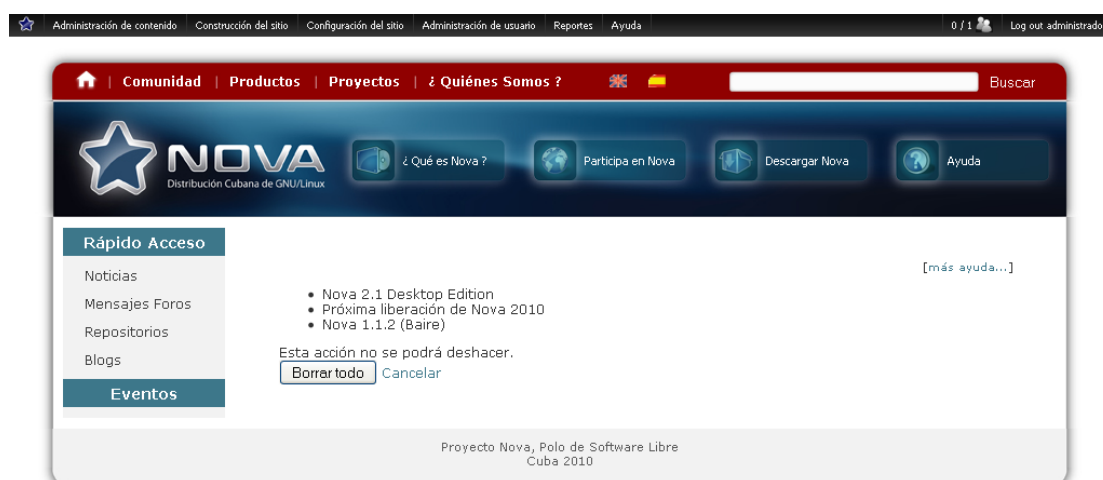 Administración de contenido Construcción del sitio Configuración del sitio Administración de usuario Reportes Ayuda 0 / 1 Log out administrado
| Comunidad | Productos | Proyectos | ¿ Quiénes Somos ? Buscar
NOVA
Distribución Cubana de GNU/Linux
¿ Qué es Nova ? Participa en Nova Descargar Nova Ayuda
Rápido Acceso
Noticias
Mensajes Foros
Repositorios
Blogs
Eventos
[más ayuda...]
• Nova 2.1 Desktop Edition
• Próxima liberación de Nova 2010
• Nova 1.1.2 (Baire)
Esta acción no se podrá deshacer.
Borrar todo Cancelar
Proyecto Nova, Polo de Software Libre
Cuba 2010